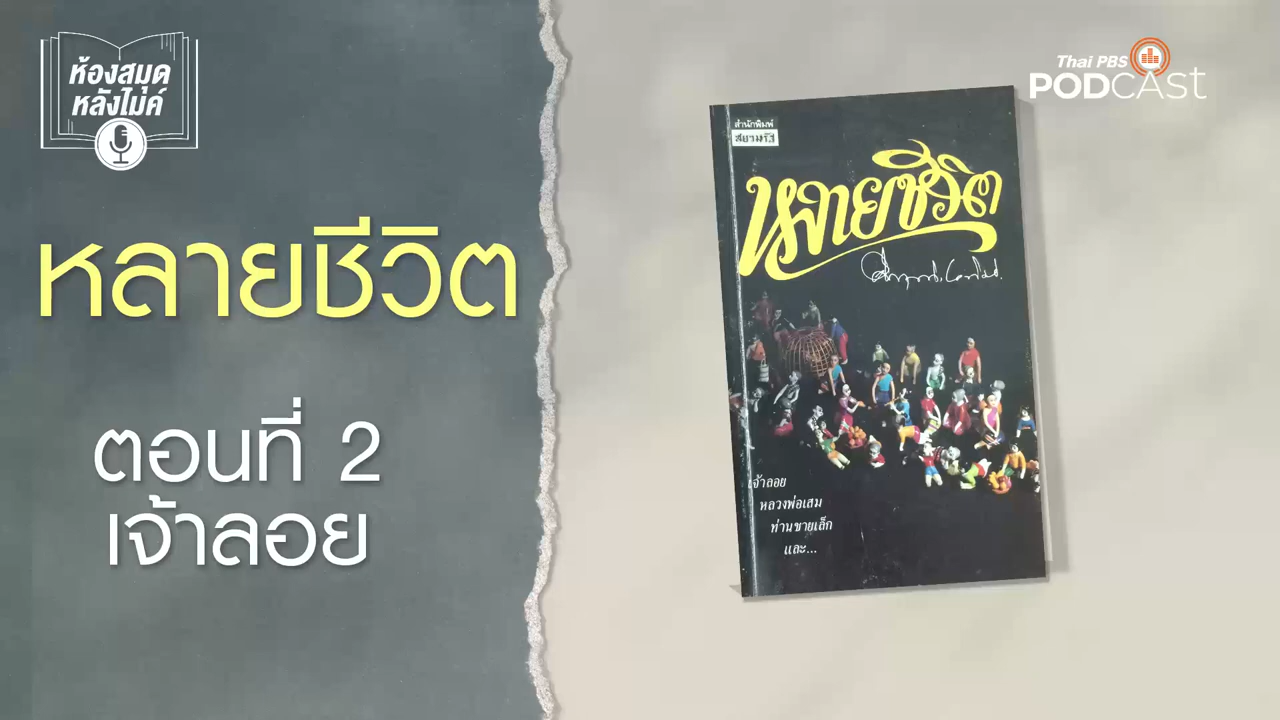 ห้องสมุด
หลังไมค์
หลายชีวิต
ตอนที่ 2
เจ้าลอย
Thai PBS
PODCAST
สำนักพิมพ์
สยามรัฐ
หลายชีวิต
เจ้าลอย
หลวงพ่อเสม
ท่านชายเล็ก
และ...